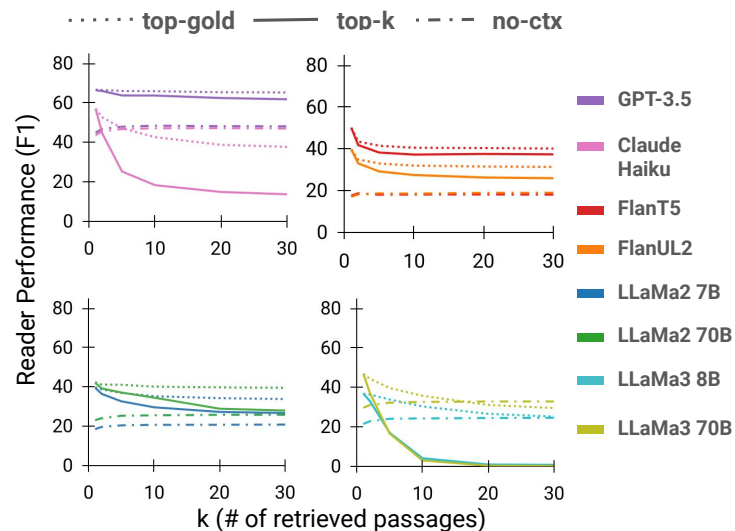 top-gold top-k no-ctx
Reader Performance (F1)
80
60
40
20
0
0 10 20 30
80
60
40
20
0
0 10 20 30
80
60
40
20
0
0 10 20 30
80
60
40
20
0
0 10 20 30
k (# of retrieved passages)
GPT-3.5
Claude
Haiku
FlanT5
FlanUL2
LLaMa2 7B
LLaMa2 70B
LLaMa3 8B
LLaMa3 70B